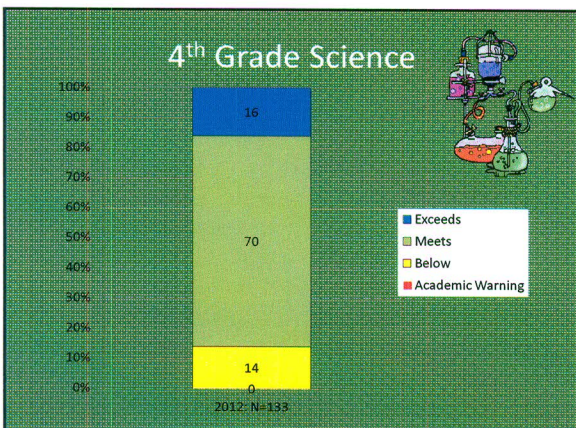 4th Grade Science
100%
90%
80%
70%
60%
50%
40%
30%
20%
10%
0%
16
70
14
0
2012: N=133
Exceeds
Meets
Below
Academic Warning